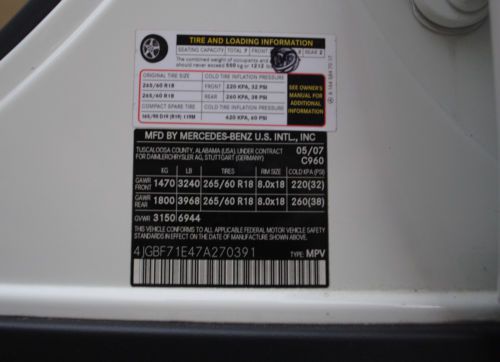 TIRE AND LOADING INFORMATION
SEATING CAPACITY TOTAL FRONT REAR 2
The combined weight of occupants and
should never exceed 550 kg or 1212
ORIGINAL TIRE SIZE COLD TIRE INFLATION PRESSURE
265/60 R18 FRONT 220 KPA, 32 PSI
265/60 R18 REAR 260 KPA, 38 PSI
COMPACT SPARE TIRE COLD TIRE INFLATION PRESSURE
420 KPA, 60 PSI
SEE OWNER'S
MANUAL FOR
ADDITIONAL
INFORMATION
MFD BY MERCEDES-BENZ U.S. INTL., INC
TUSCALOOSA COUNTY, ALABAMA (USA), UNDER CONTRACT 05/07
FOR DAIMLERCHRYSLER AG, STUTTGART (GERMANY) C960
KG LB TIRES RIM SIZE COLD KPA (PSI)
GAWR FRONT 1470 3240 265/60 R18 8.0x18 220(32)
GAWR REAR 1800 3968 265/60 R18 8.0x18 260(38)
GVWR 3150 6944
THIS VEHICLE CONFORMS TO ALL APPLICABLE FEDERAL MOTOR VEHICLE
SAFETY STANDARDS IN EFFECT ON THE DATE OF MANUFACTURE SHOWN ABOVE
4JGBF71E47A270391 TYPE: MPV